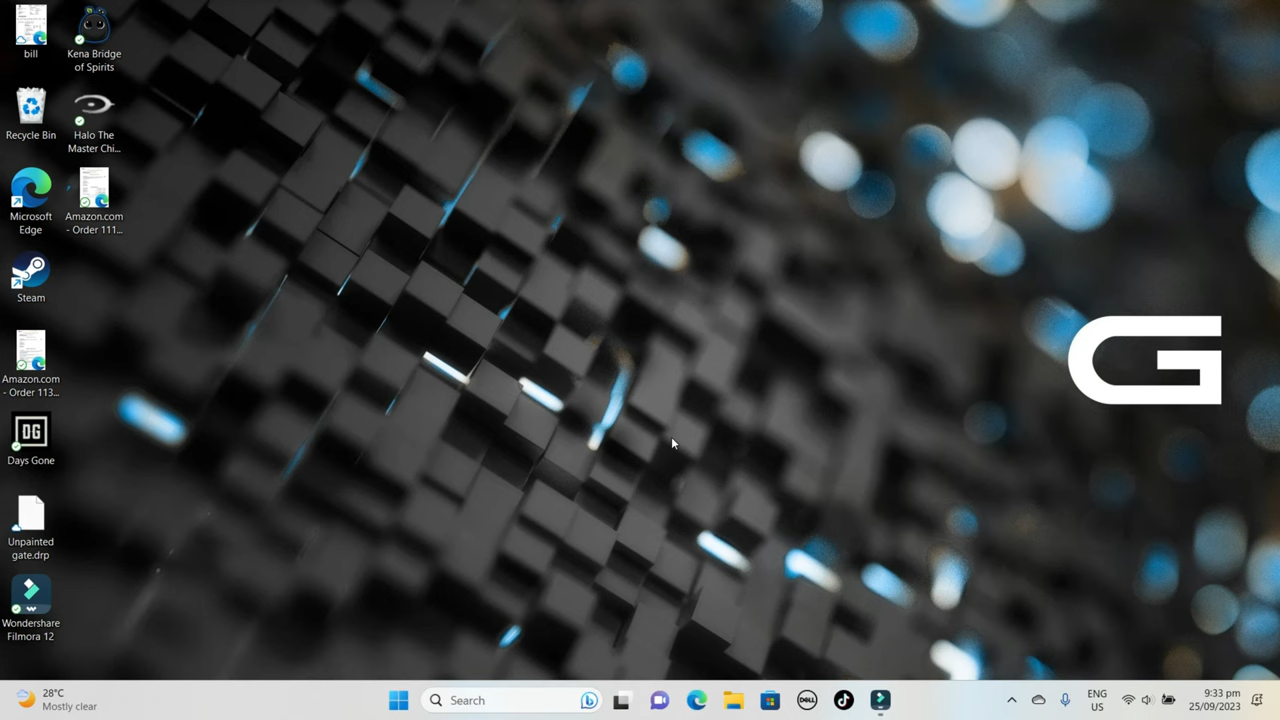 bill
Kena Bridge
of Spirits
Recycle Bin
Halo The
Master Chi...
Microsoft
Edge
Amazon.com
- Order 111...
Steam
Amazon.com
- Order 113...
DG
Days Gone
Unpainted
gate.drp
Wondershare
Filmora 12
G
28°C
Mostly clear
Search
DELL
ENG
US
9:33 pm
25/09/2023